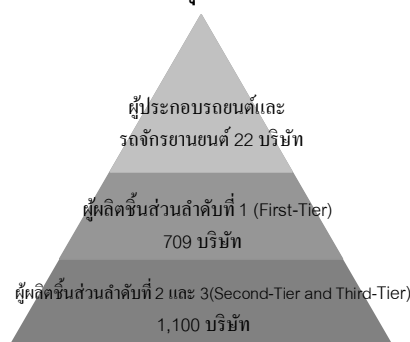 ผู้ประกอบรถยนต์และ
รถจักรยานยนต์ 22 บริษัท
ผู้ผลิตชิ้นส่วนลำดับที่ 1 (First-Tier)
709 บริษัท
ผู้ผลิตชิ้นส่วนลำดับที่ 2 และ 3(Second-Tier and Third-Tier)
1,100 บริษัท